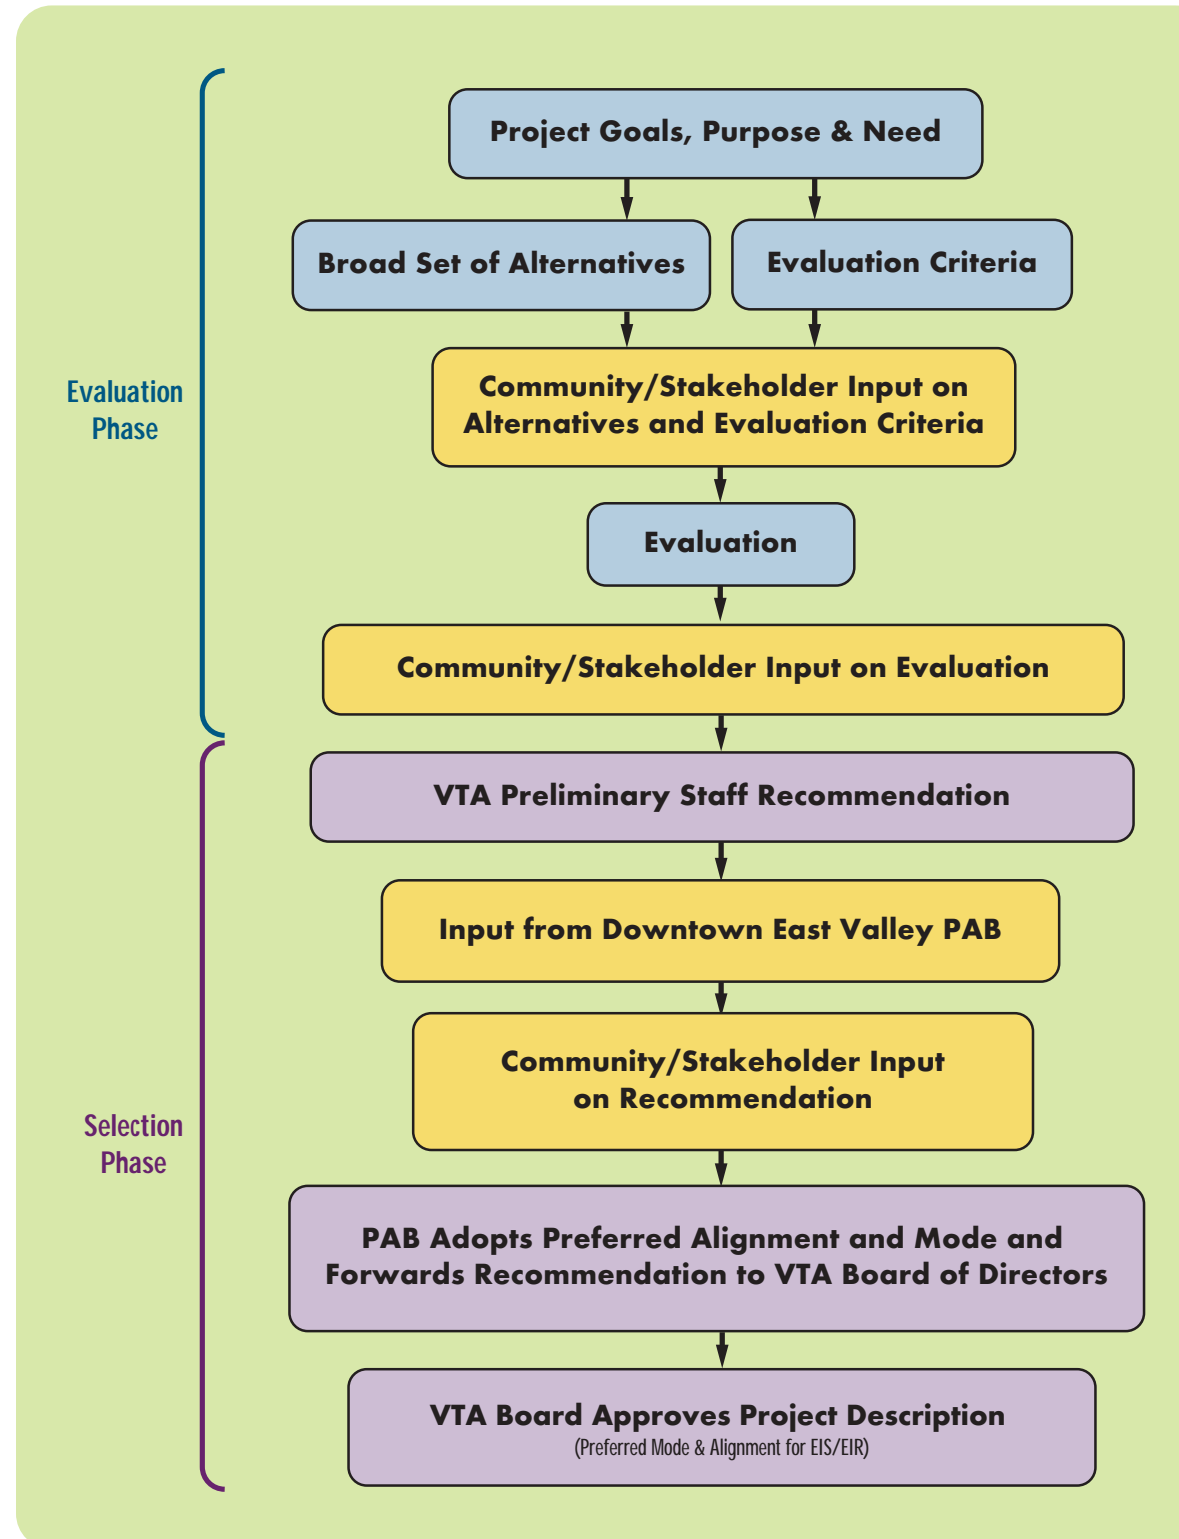 Project Goals, Purpose & Need
Broad Set of Alternatives
Evaluation Criteria
Community/Stakeholder Input on
Alternatives and Evaluation Criteria
Evaluation
Phase
Evaluation
Community/Stakeholder Input on Evaluation
VTA Preliminary Staff Recommendation
Input from Downtown East Valley PAB
Community/Stakeholder Input
on Recommendation
Selection
Phase
PAB Adopts Preferred Alignment and Mode and
Forwards Recommendation to VTA Board of Directors
VTA Board Approves Project Description
(Preferred Mode & Alignment for EIS/EIR)